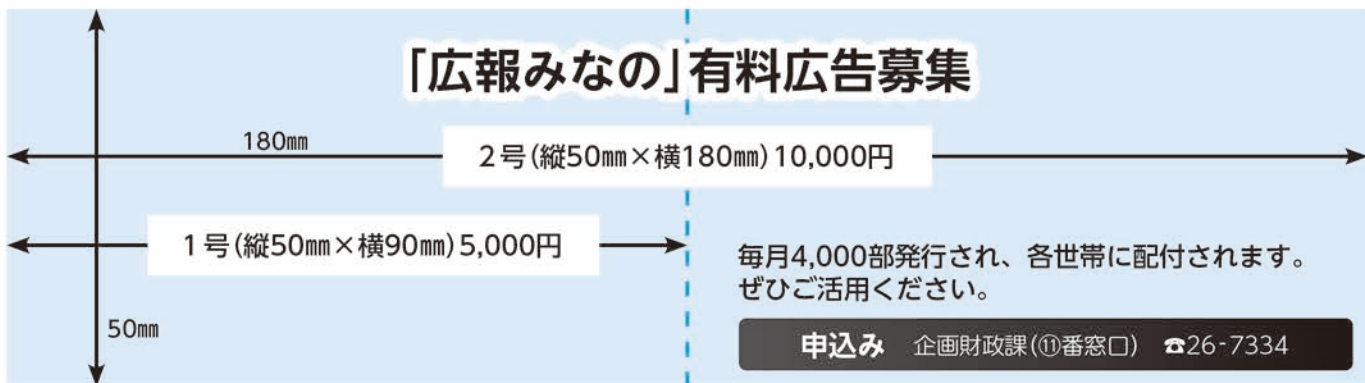 「広報みなの」有料広告募集
180㎜
2号(縦50㎜×横180㎜)10,000円
1号(縦50㎜×横90㎜)5,000円
毎月4,000部発行され、各世帯に配付されます。
ぜひご活用ください。
50㎜
申込み 企画財政課(⑪番窓口) ☎26-7334